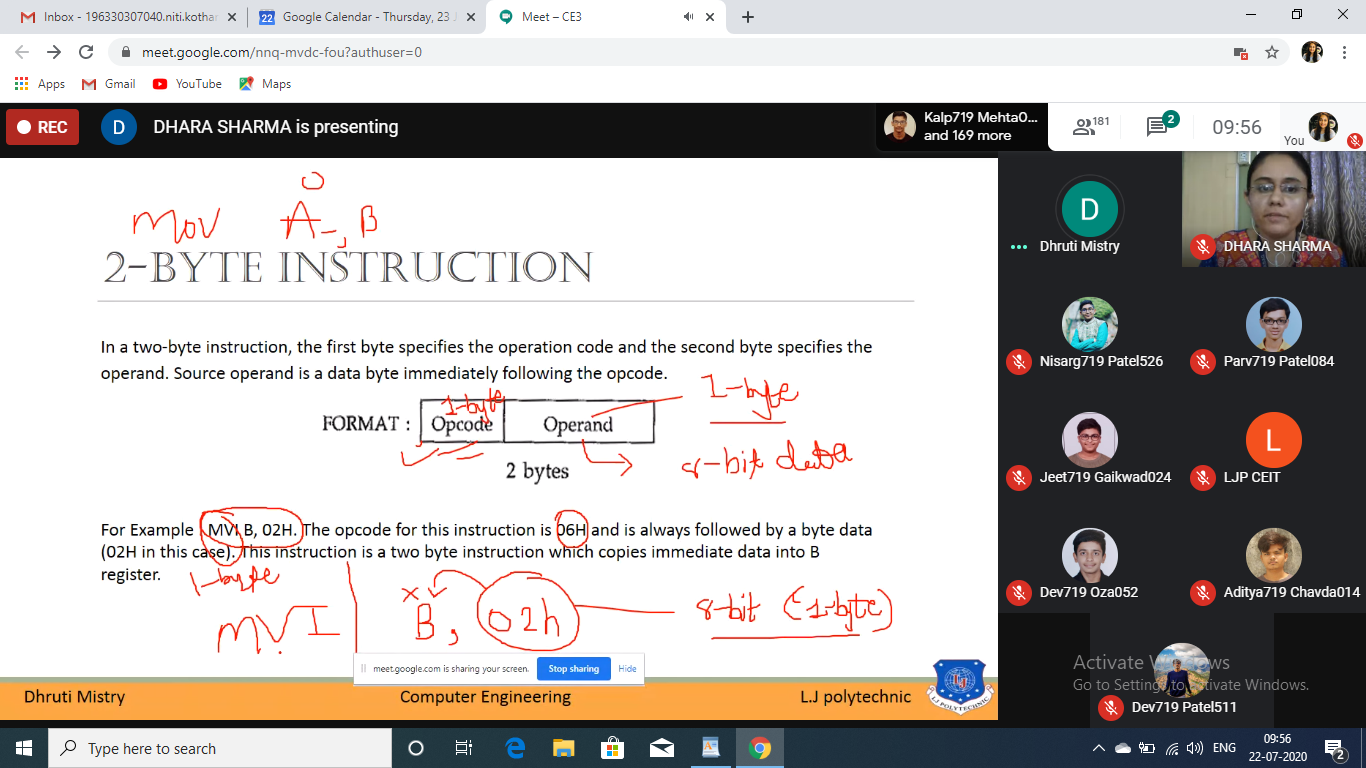 Inbox - 196330307040.niti.kothar
Google Calendar - Thursday, 23 J
Meet – CE3
meet.google.com/nnq-mvdc-fou?authuser=0
Apps
Gmail
YouTube
Maps
REC
D
DHARA SHARMA is presenting
Kalp719 Mehta0...
and 169 more
181
2
09:56
You
MOV A, B
2-BYTE INSTRUCTION
In a two-byte instruction, the first byte specifies the operation code and the second byte specifies the
operand. Source operand is a data byte immediately following the opcode.
1-byte
1-byte
FORMAT : Opcode Operand
8-bit data
2 bytes
For Example MVI B, 02H. The opcode for this instruction is 06H and is always followed by a byte data
(02H in this case). This instruction is a two byte instruction which copies immediate data into B
register.
1-byte
MVI B, 02h 8-bit (1-byte)
meet.google.com is sharing your screen.
Stop sharing
Hide
Dhruti Mistry
Computer Engineering
L.J polytechnic
L.J POLYTECHNIC
D
Dhruti Mistry
DHARA SHARMA
Nisarg719 Patel526
Parv719 Patel084
Jeet719 Gaikwad024
L
LJP CEIT
Dev719 Oza052
Aditya719 Chavda014
Activate Windows
Go to Settings to activate Windows.
Dev719 Patel511
Type here to search
ENG
09:56
22-07-2020
2